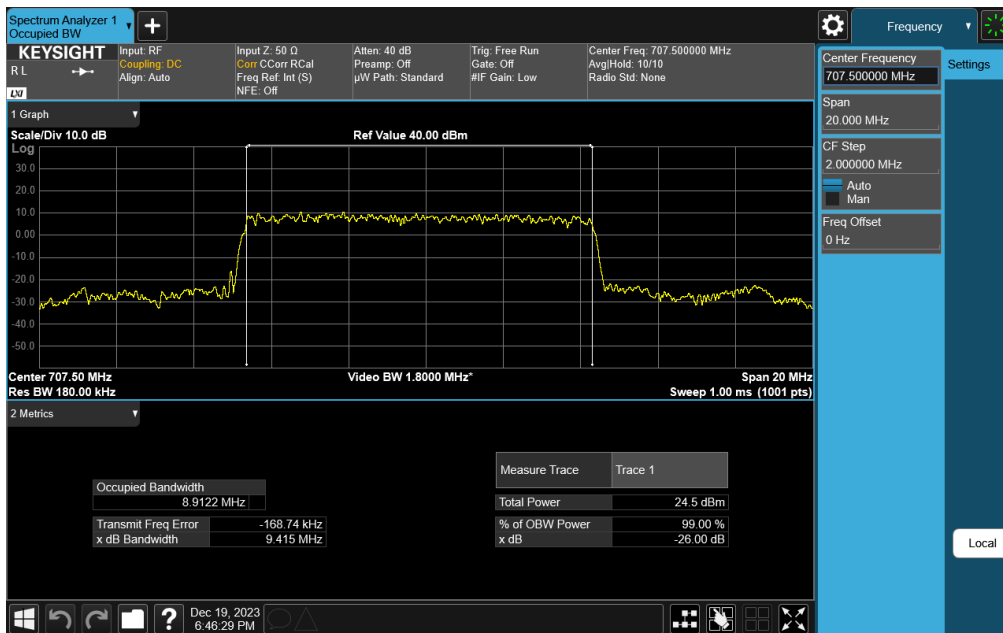 Spectrum Analyzer 1
Occupied BW
Frequency
KEYSIGHT
R L
LXI
Input: RF
Coupling: DC
Align: Auto
Input Z: 50 Ω
Corr CCorr RCal
Freq Ref: Int (S)
NFE: Off
Atten: 40 dB
Preamp: Off
µW Path: Standard
Trig: Free Run
Gate: Off
#IF Gain: Low
Center Freq: 707.500000 MHz
Avg|Hold: 10/10
Radio Std: None
Center Frequency
707.500000 MHz
Settings
Span
20.000 MHz
CF Step
2.000000 MHz
Auto
Man
Freq Offset
0 Hz
1 Graph
Scale/Div 10.0 dB
Ref Value 40.00 dBm
Log
30.0
20.0
10.0
0.00
-10.0
-20.0
-30.0
-40.0
-50.0
Center 707.50 MHz
Video BW 1.8000 MHz*
Span 20 MHz
Res BW 180.00 kHz
Sweep 1.00 ms (1001 pts)
2 Metrics
Measure Trace Trace 1
Occupied Bandwidth
8.9122 MHz
Total Power 24.5 dBm
Transmit Freq Error -168.74 kHz
% of OBW Power 99.00 %
x dB Bandwidth 9.415 MHz
x dB -26.00 dB
Local
?
Dec 19, 2023
6:46:29 PM